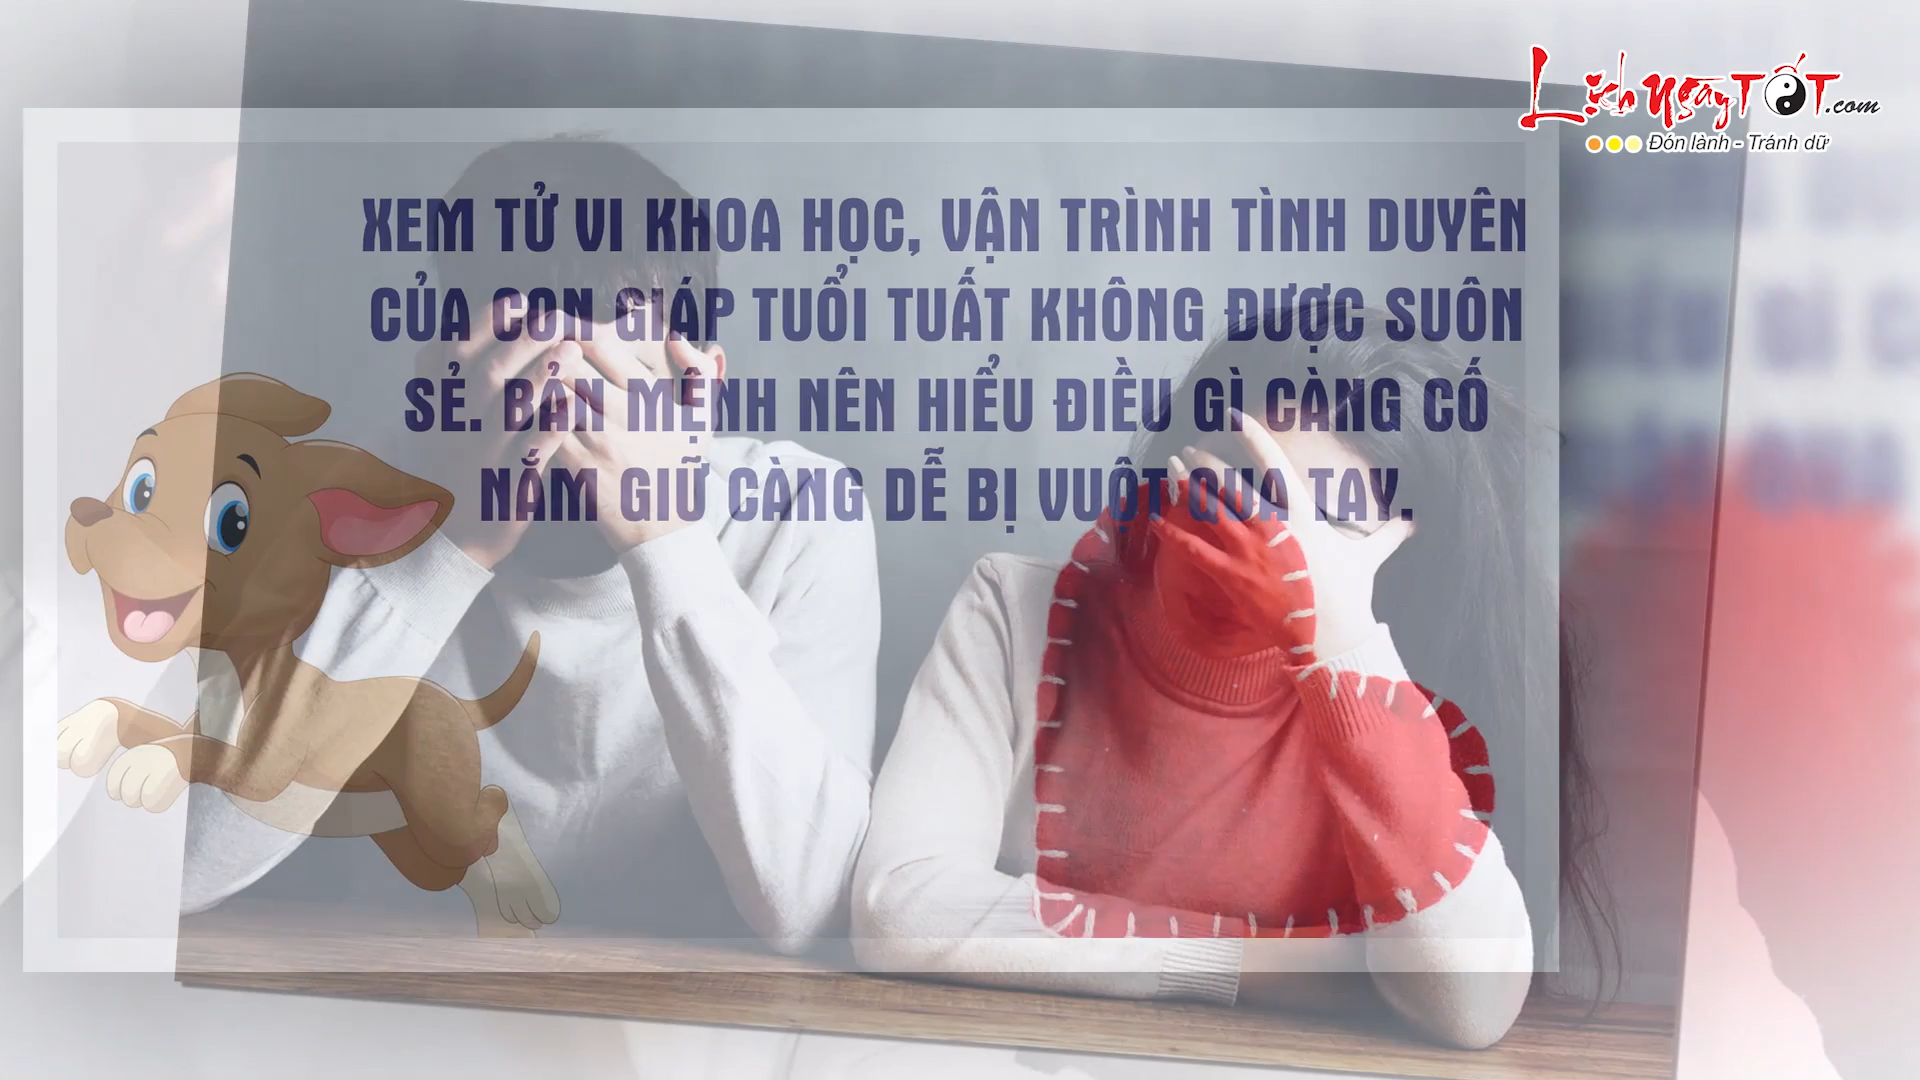 LịchNgàyTỐT.com
Đón lành - Tránh dữ
XEM TỬ VI KHOA HỌC, VẬN TRÌNH TÌNH DUYÊN
CỦA CON GIÁP TUỔI TUẤT KHÔNG ĐƯỢC SUÔN
SẺ. BẢN MỆNH NÊN HIỂU ĐIỀU GÌ CÀNG CỐ
NẮM GIỮ CÀNG DỄ BỊ VUỘT QUA TAY.